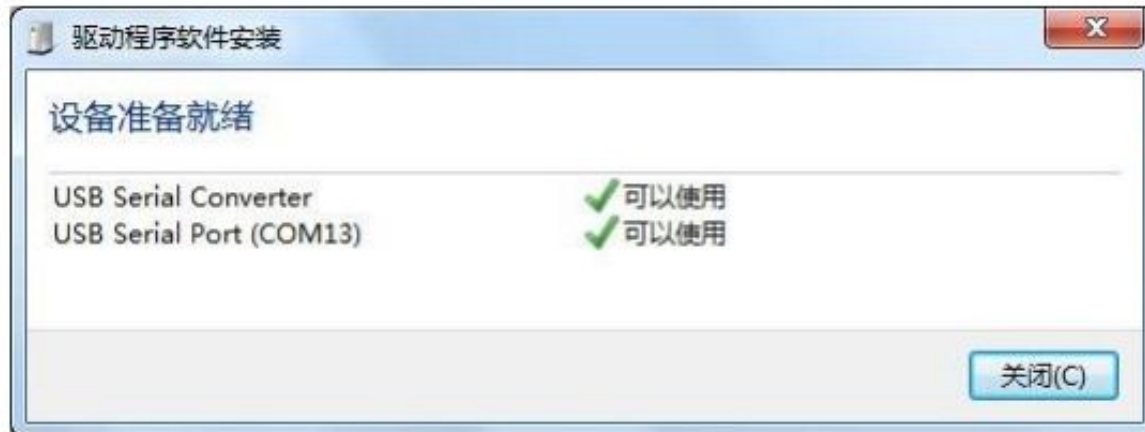 驱动程序软件安装
设备准备就绪
USB Serial Converter 可以使用
USB Serial Port (COM13) 可以使用
关闭(C)